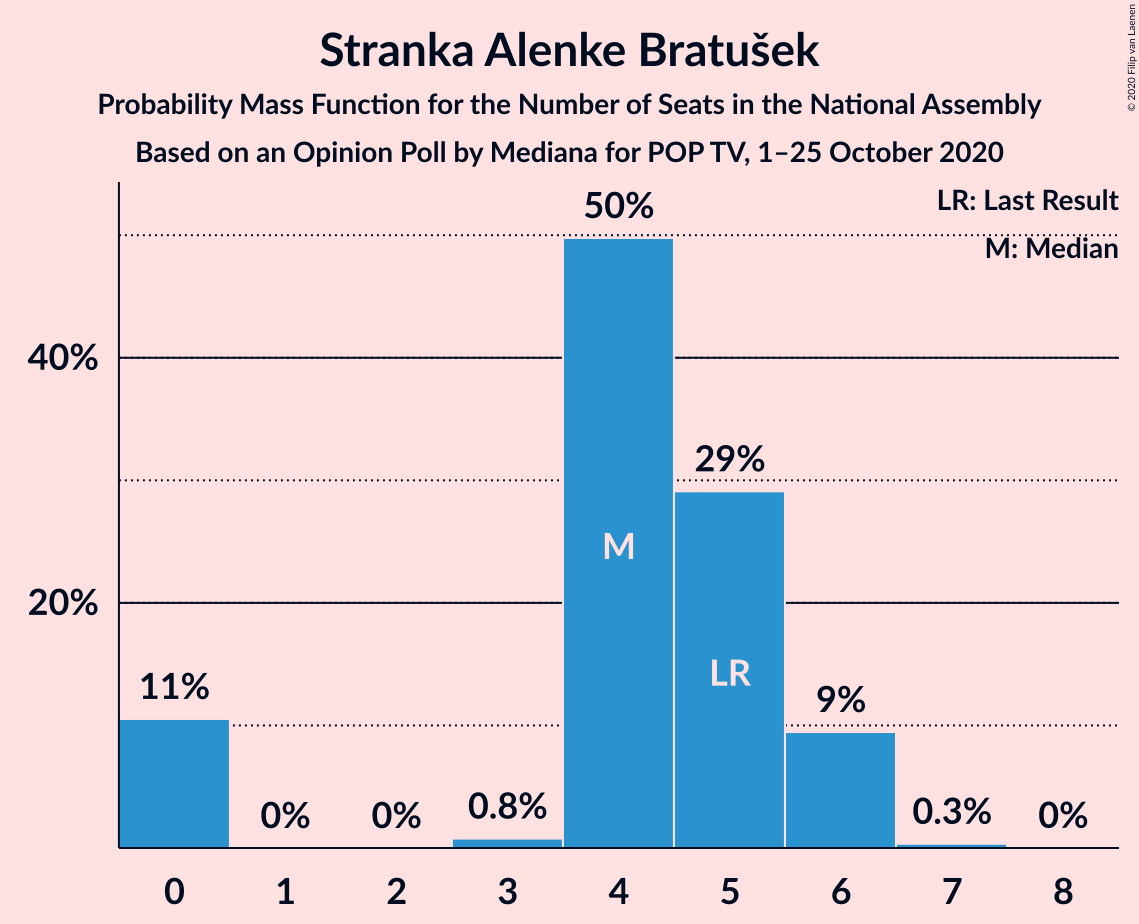 Stranka Alenke Bratušek
Probability Mass Function for the Number of Seats in the National Assembly
Based on an Opinion Poll by Mediana for POP TV, 1–25 October 2020
© 2020 Filip van Laenen
LR: Last Result
M: Median
50%
40%
29%
M
20%
LR
11%
9%
0%
0%
0.8%
0.3%
0%
0 1 2 3 4 5 6 7 8